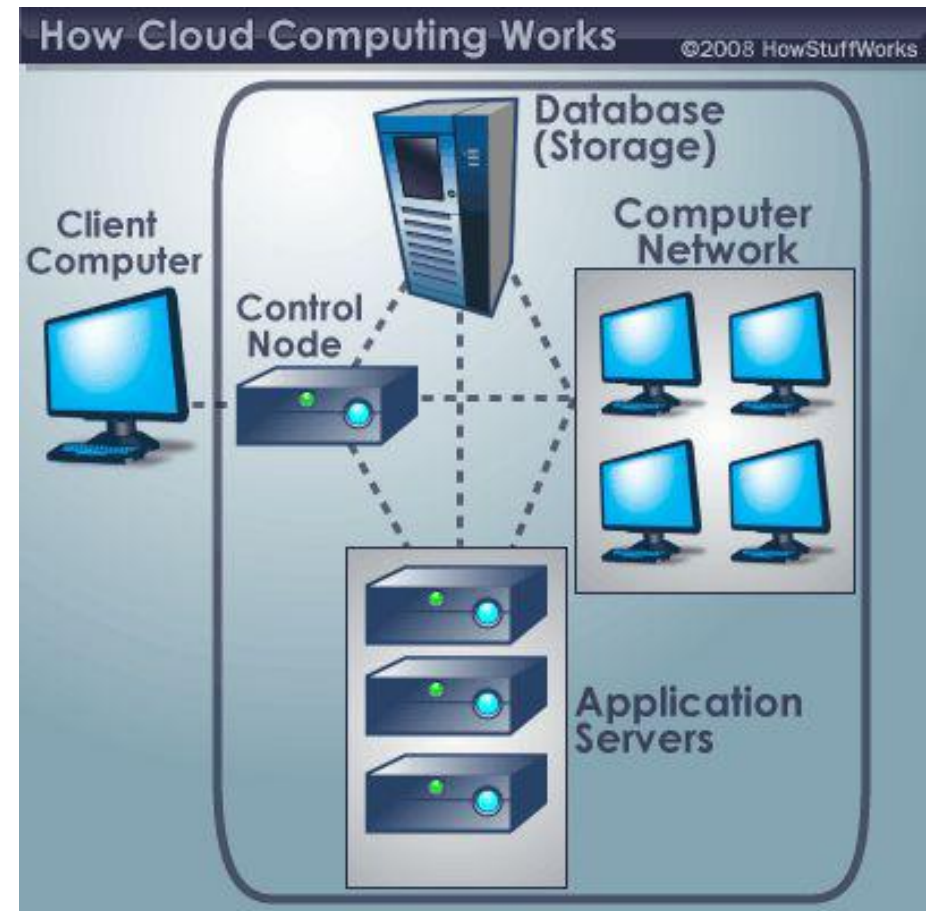 How Cloud Computing Works
©2008 HowStuffWorks
Database
(Storage)
Client
Computer
Computer
Network
Control
Node
Application
Servers